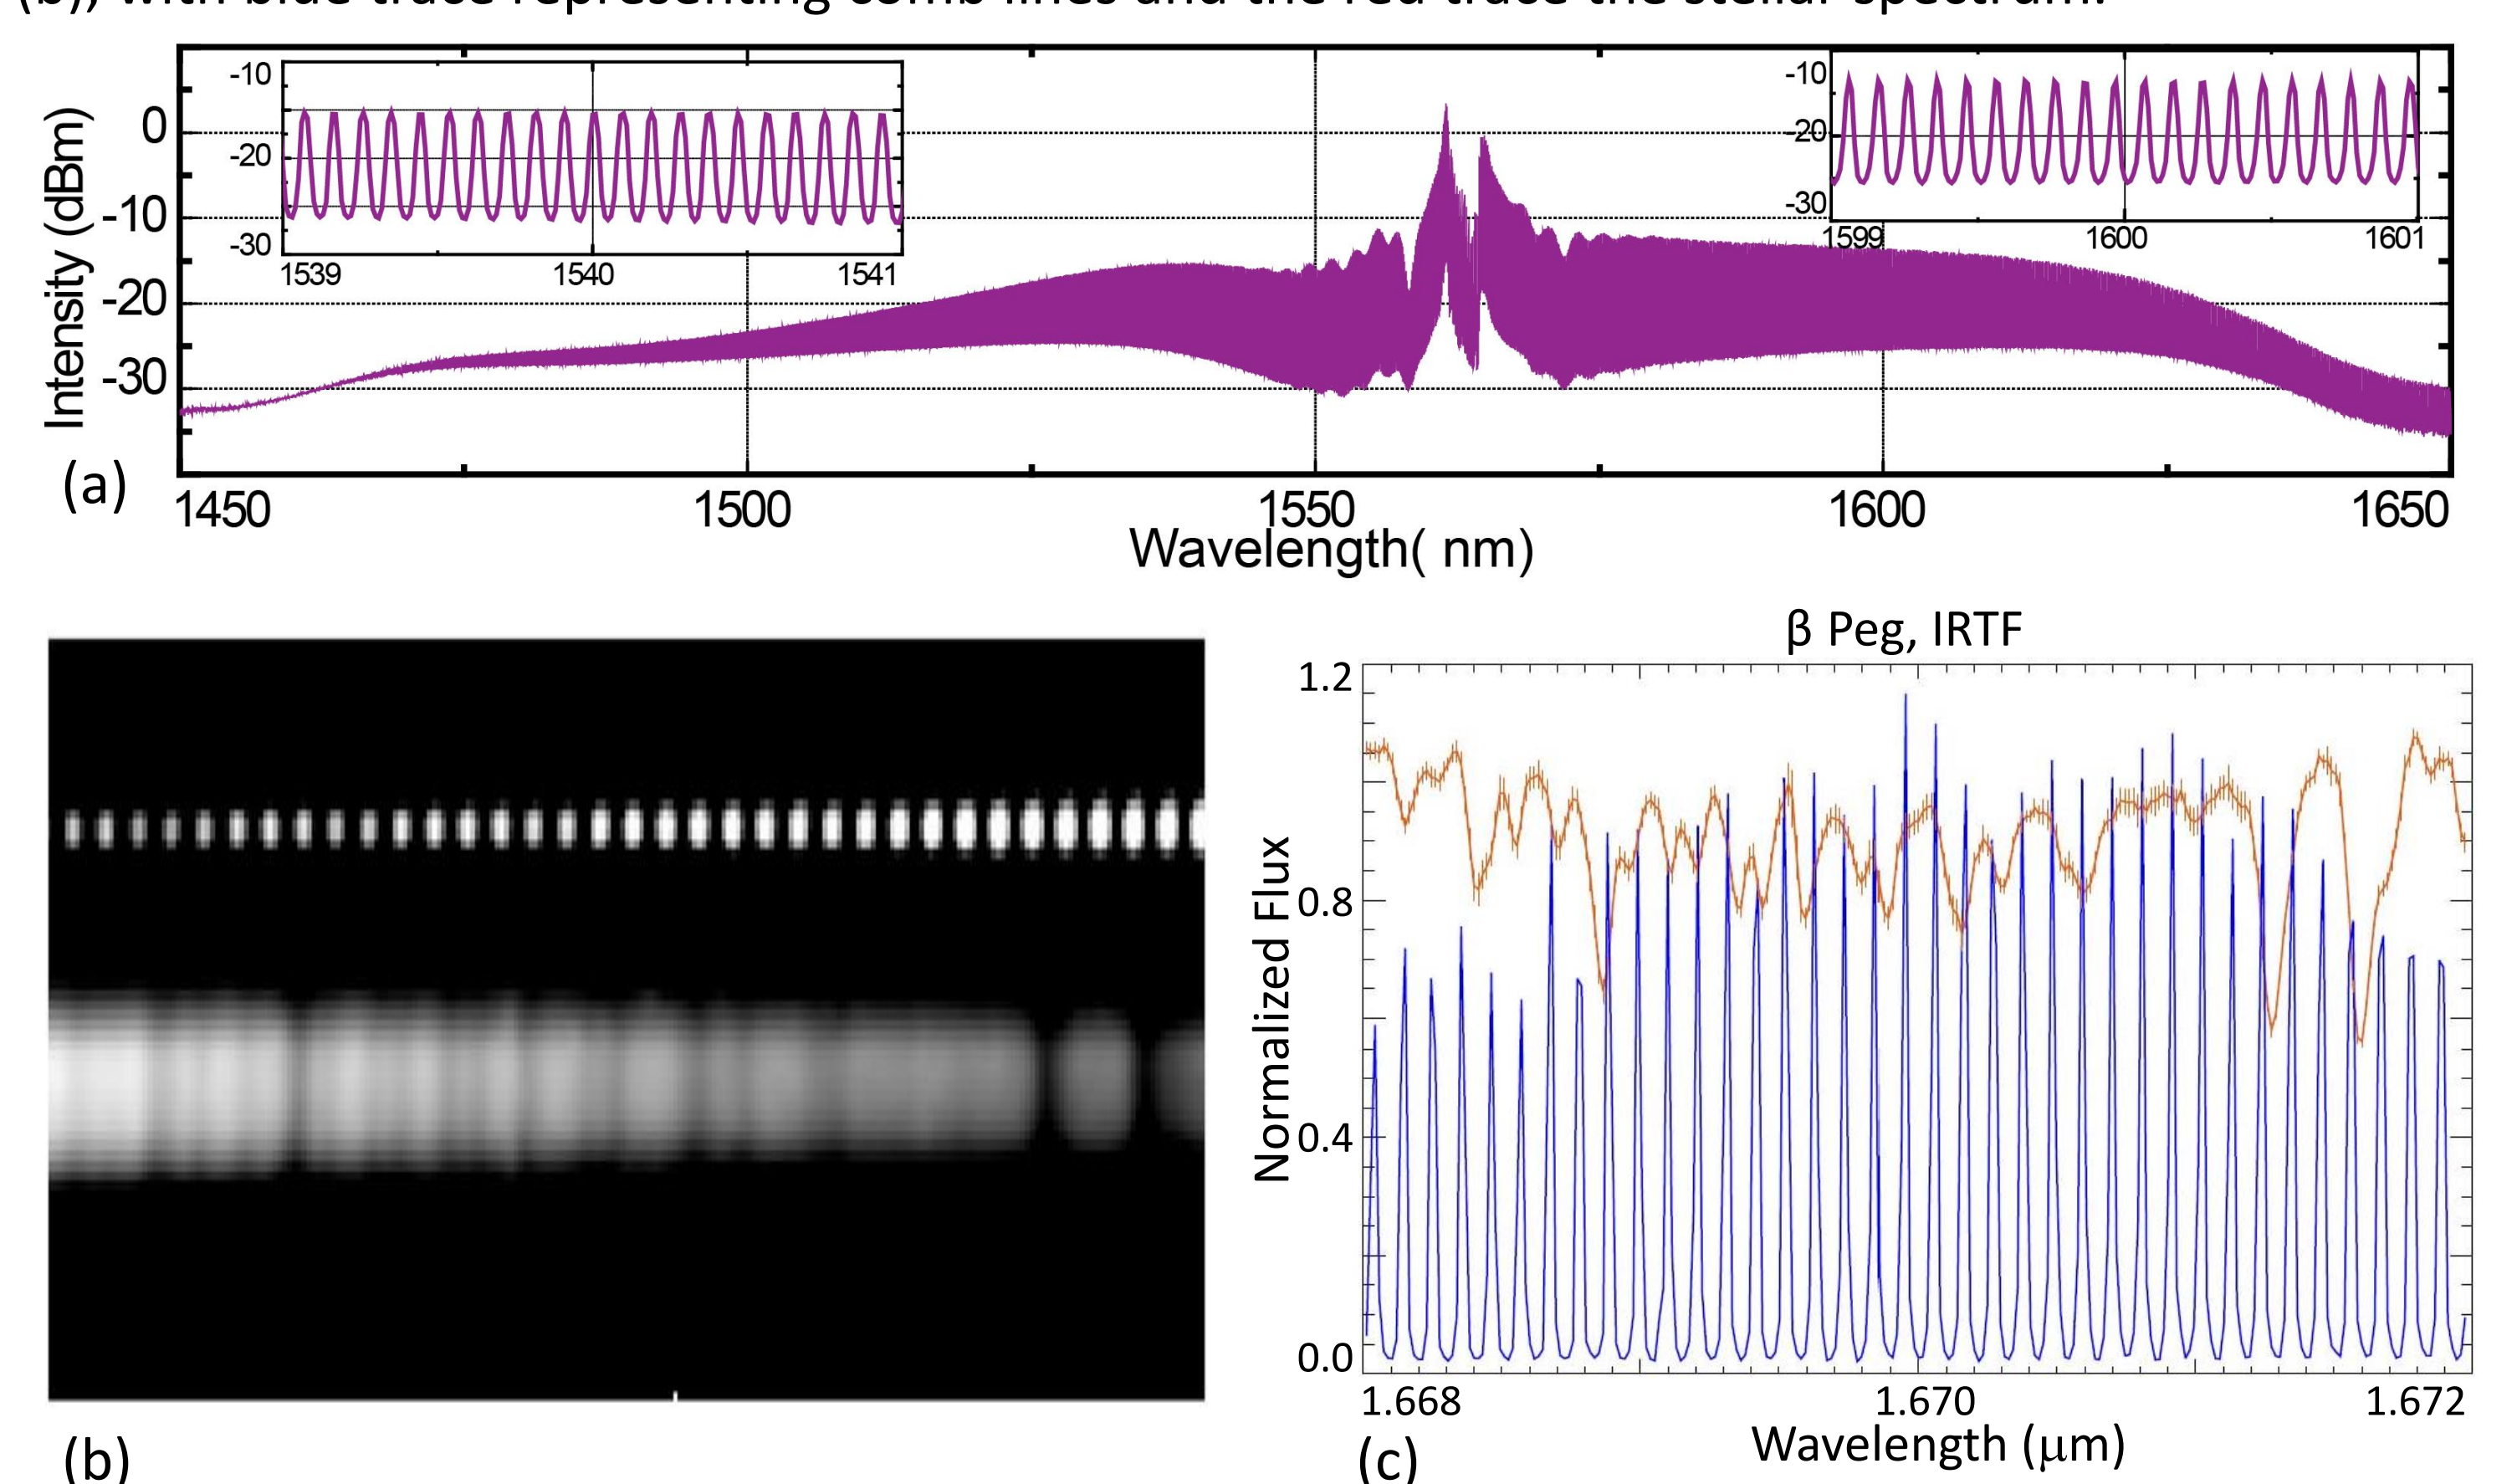 (b), with blue trace representing comb lines and the red trace the stellar spectrum.
Intensity (dBm)
0
-10
-20
-30
-10
-20
-30
1539 1540 1541
-10
-20
-30
1599 1600 1601
(a)
1450 1500 1550 1600 1650
Wavelength( nm)
β Peg, IRTF
Normalized Flux
1.2
0.8
0.4
0.0
1.668 1.670 1.672
Wavelength (μm)
(b)
(c)